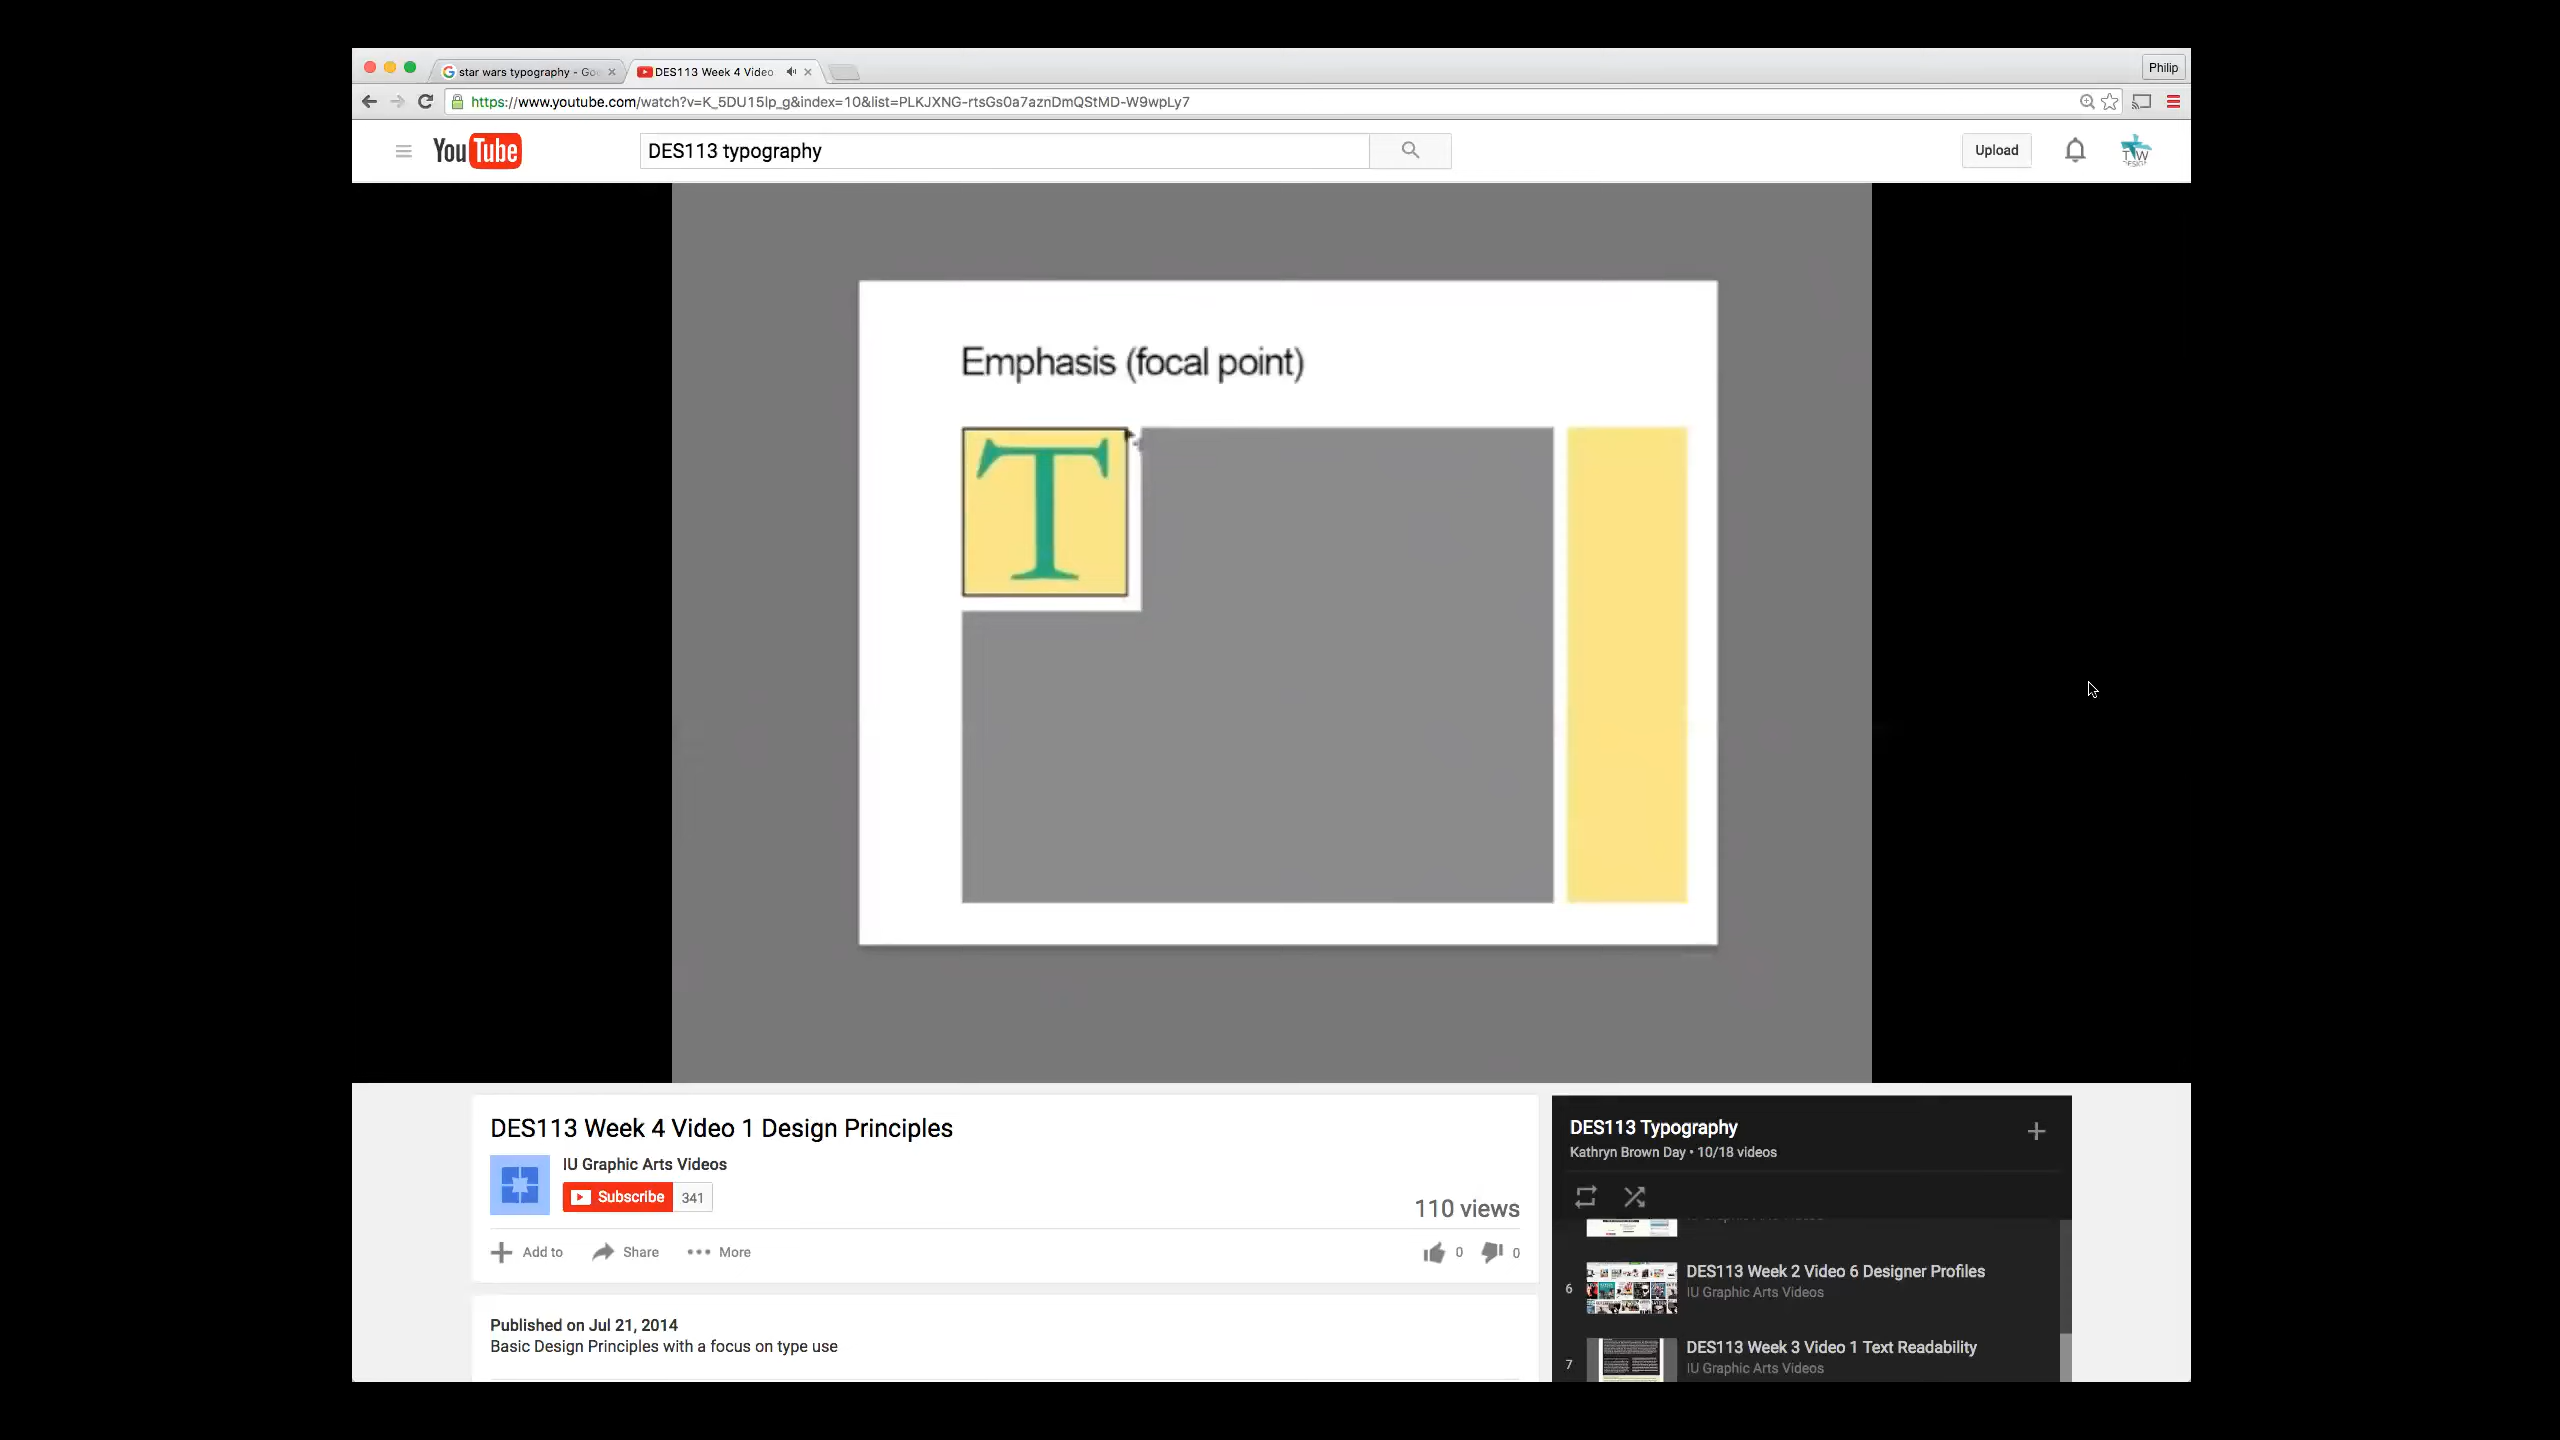 star wars typography - Goo
DES113 Week 4 Video
Philip
https://www.youtube.com/watch?v=K_5DU15lp_g&index=10&list=PLKJXNG-rtsGs0a7aznDmQStMD-W9wpLy7
YouTube
DES113 typography
Upload
TW
DESIGN
Emphasis (focal point)
T
DES113 Week 4 Video 1 Design Principles
IU Graphic Arts Videos
Subscribe 341
110 views
Add to Share More
0 0
Published on Jul 21, 2014
Basic Design Principles with a focus on type use
DES113 Typography
Kathryn Brown Day • 10/18 videos
6
DES113 Week 2 Video 6 Designer Profiles
IU Graphic Arts Videos
7
DES113 Week 3 Video 1 Text Readability
IU Graphic Arts Videos